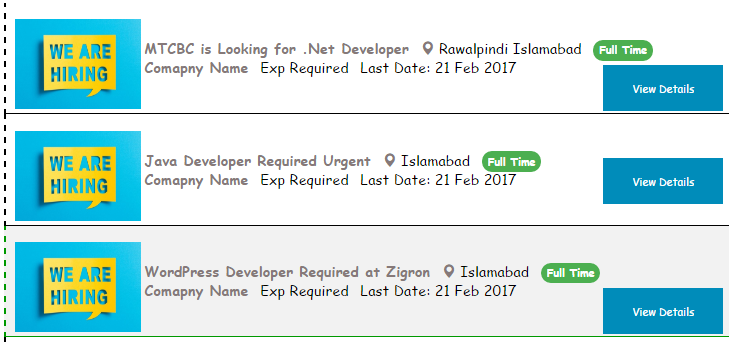 WE ARE
HIRING
MTCBC is Looking for .Net Developer Rawalpindi Islamabad Full Time
Comapny Name Exp Required Last Date: 21 Feb 2017
View Details
WE ARE
HIRING
Java Developer Required Urgent Islamabad Full Time
Comapny Name Exp Required Last Date: 21 Feb 2017
View Details
WE ARE
HIRING
WordPress Developer Required at Zigron Islamabad Full Time
Comapny Name Exp Required Last Date: 21 Feb 2017
View Details